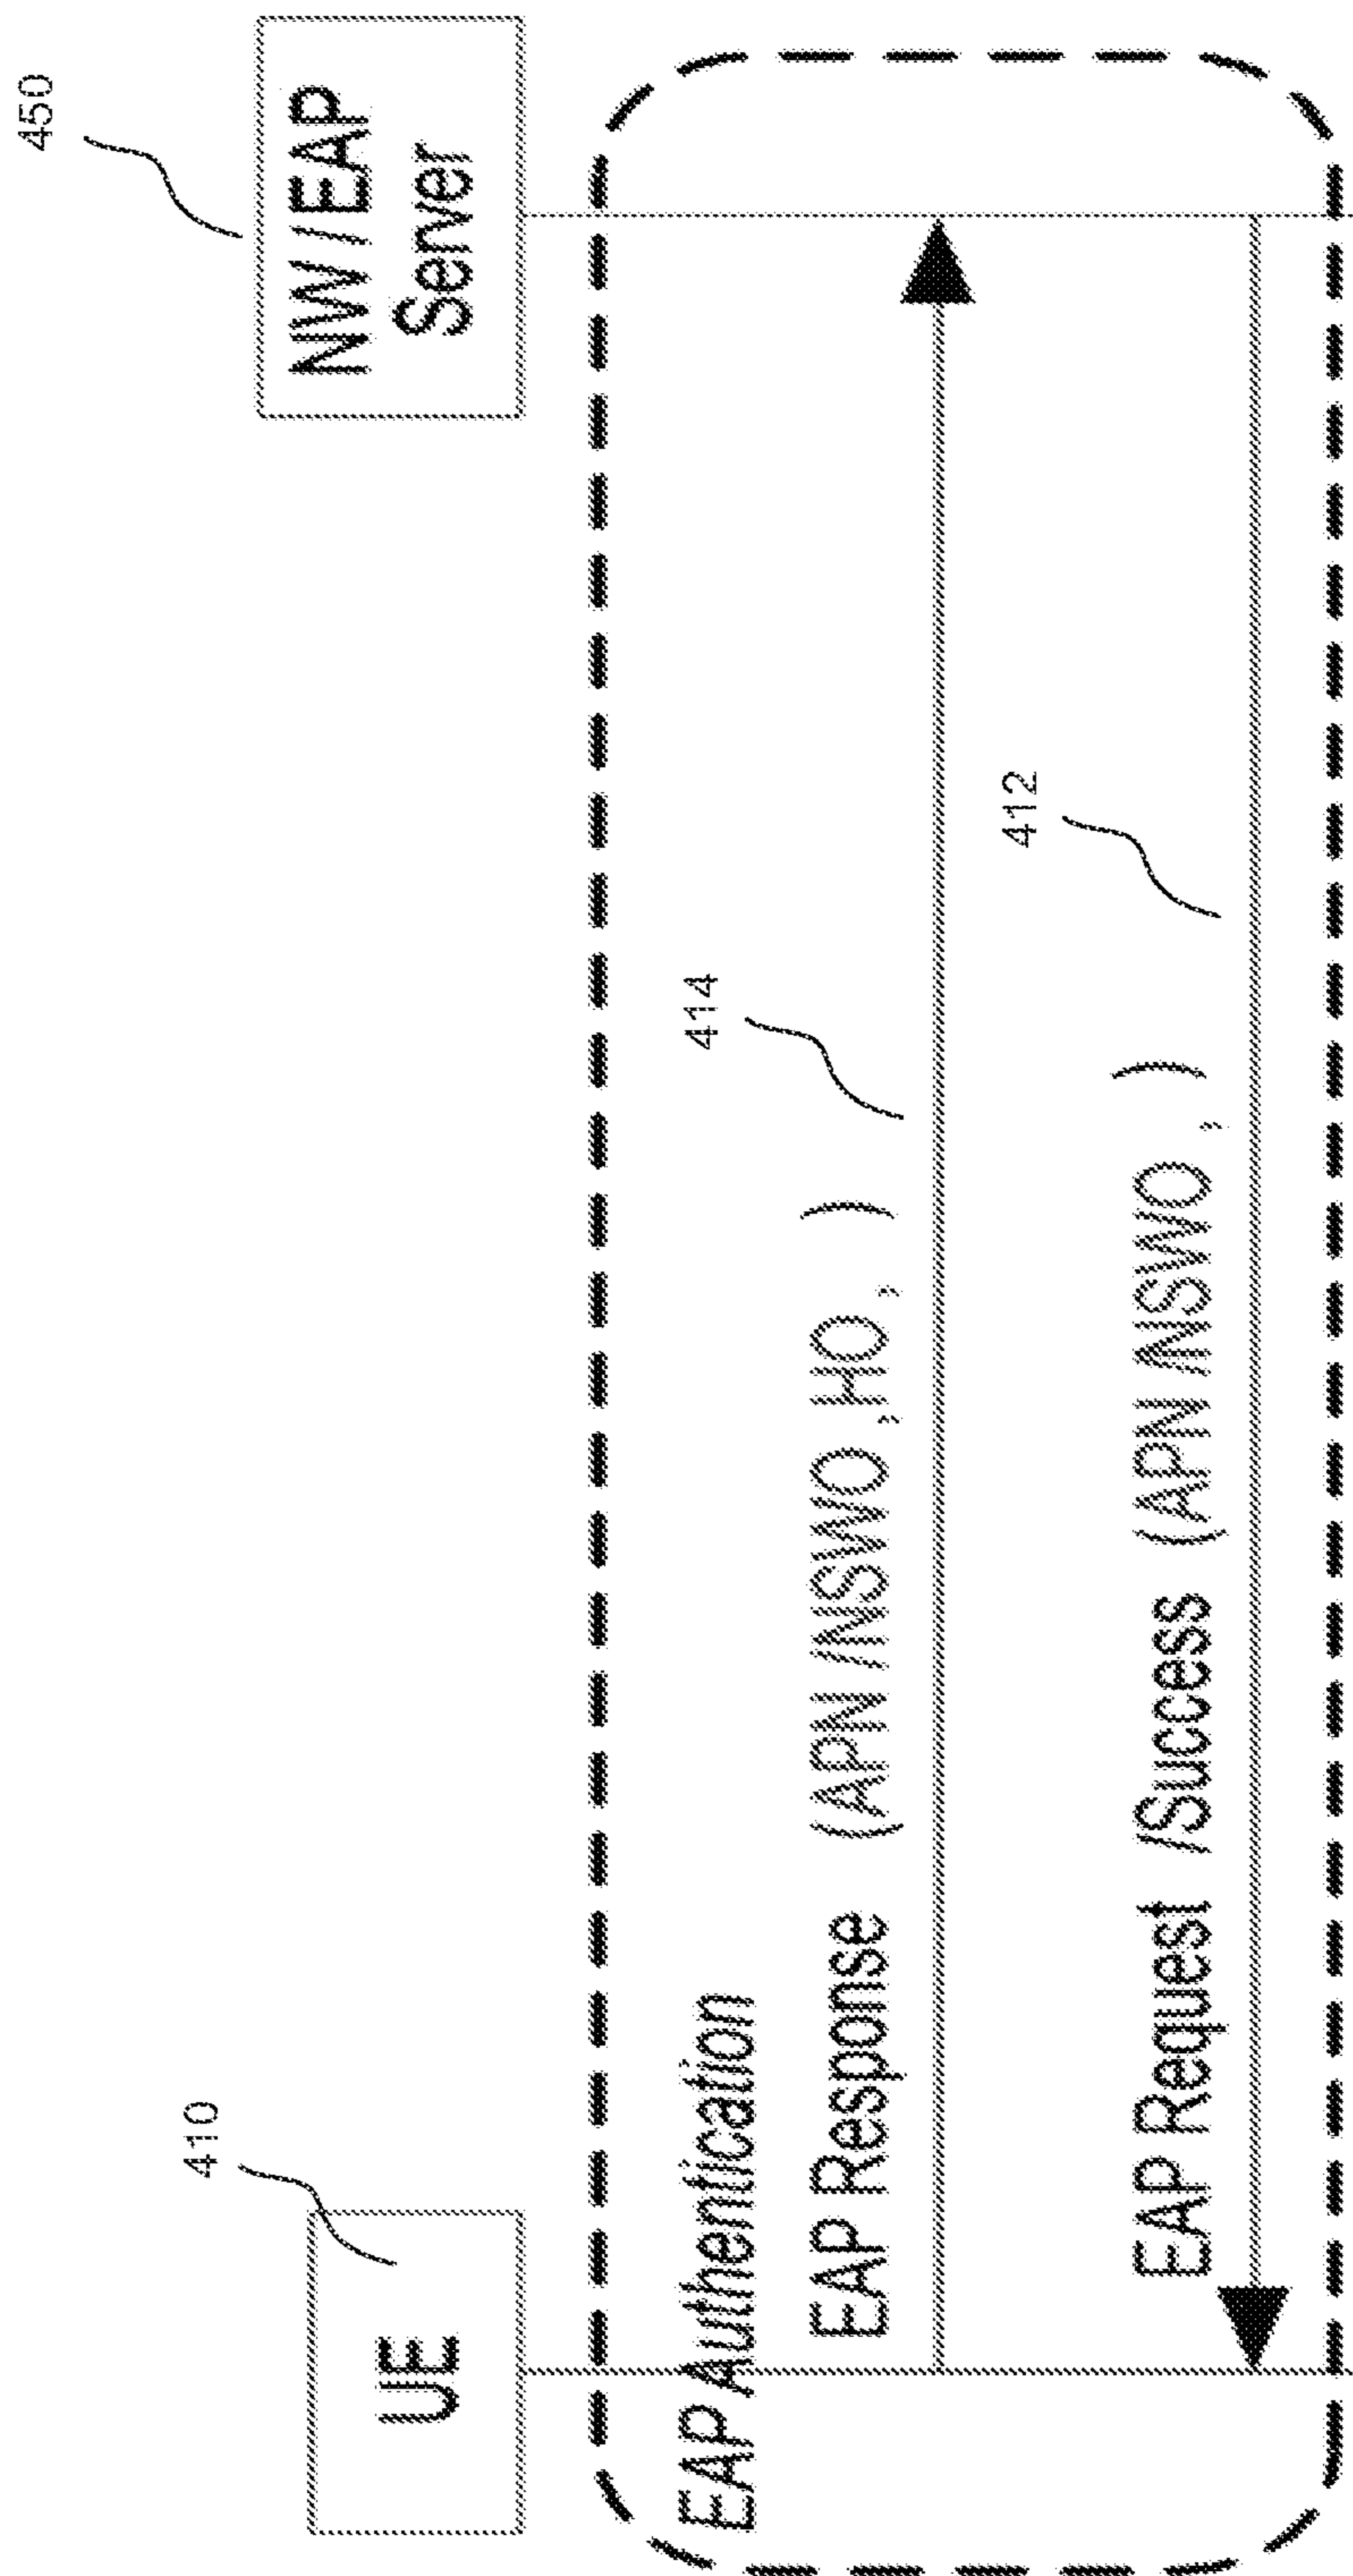 450
NW / EAP
Server
410
UE
EAP Authentication
414
EAP Response (APN /NSWO ,HO , )
412
EAP Request /Success (APN /NSWO , )